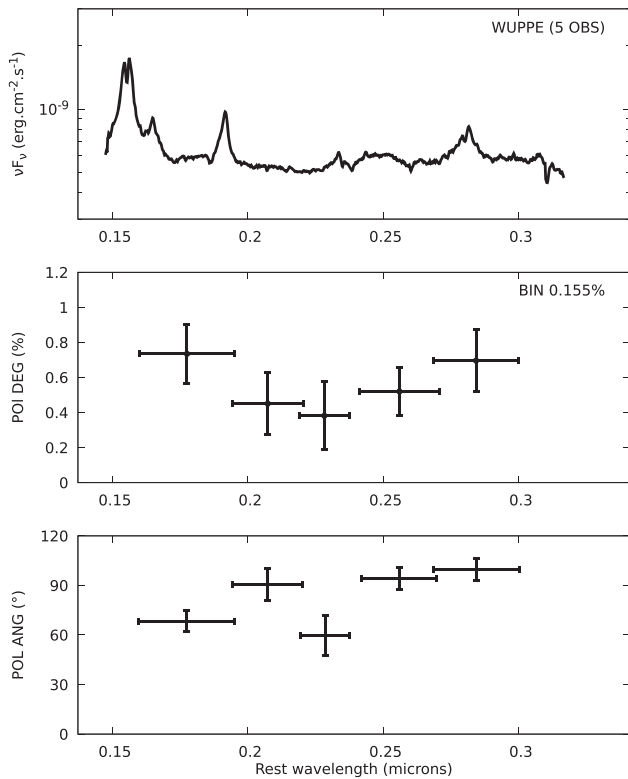 WUPPE (5 OBS)
νFν (erg.cm-2.s-1)
10-9
0.15 0.2 0.25 0.3
BIN 0.155%
POl DEG (%)
1.2
1
0.8
0.6
0.4
0.2
0
0.15 0.2 0.25 0.3
POL ANG (°)
120
90
60
30
0
0.15 0.2 0.25 0.3
Rest wavelength (microns)